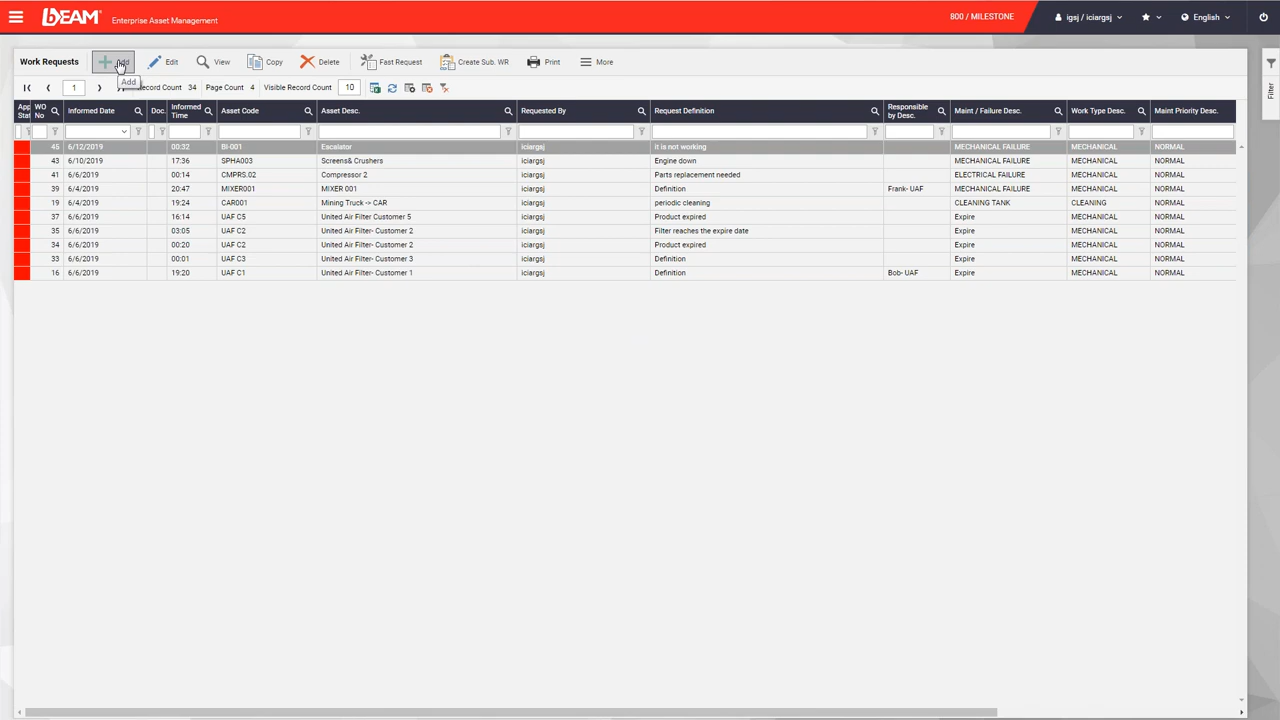 bEAM Enterprise Asset Management 800 / MILESTONE igsj / iciargsj English
Work Requests Add Edit View Copy Delete Fast Request Create Sub. WR Print More
Add
1 Record Count 34 Page Count 4 Visible Record Count 10
Filter
App Stat WO No Informed Date Doc. Informed Time Asset Code Asset Desc. Requested By Request Definition Responsible by Desc. Maint / Failure Desc. Work Type Desc. Maint Priority Desc.
45 6/12/2019 00:32 BI-001 Escalator iciargsj it is not working MECHANICAL FAILURE MECHANICAL NORMAL
43 6/10/2019 17:36 SPHA003 Screens& Crushers iciargsj Engine down MECHANICAL FAILURE MECHANICAL NORMAL
41 6/6/2019 00:14 CMPRS.02 Compressor 2 iciargsj Parts replacement needed ELECTRICAL FAILURE MECHANICAL NORMAL
39 6/4/2019 20:47 MIXER001 MIXER 001 iciargsj Definition Frank- UAF MECHANICAL FAILURE MECHANICAL NORMAL
19 6/4/2019 19:24 CAR001 Mining Truck -> CAR iciargsj periodic cleaning CLEANING TANK CLEANING NORMAL
37 6/6/2019 16:14 UAF C5 United Air Filter Customer 5 iciargsj Product expired Expire MECHANICAL NORMAL
35 6/6/2019 03:05 UAF C2 United Air Filter- Customer 2 iciargsj Filter reaches the expire date Expire MECHANICAL NORMAL
34 6/6/2019 00:20 UAF C2 United Air Filter- Customer 2 iciargsj Product expired Expire MECHANICAL NORMAL
33 6/6/2019 00:01 UAF C3 United Air Filter- Customer 3 iciargsj Definition Expire MECHANICAL NORMAL
16 6/6/2019 19:20 UAF C1 United Air Filter- Customer 1 iciargsj Definition Bob- UAF Expire MECHANICAL NORMAL